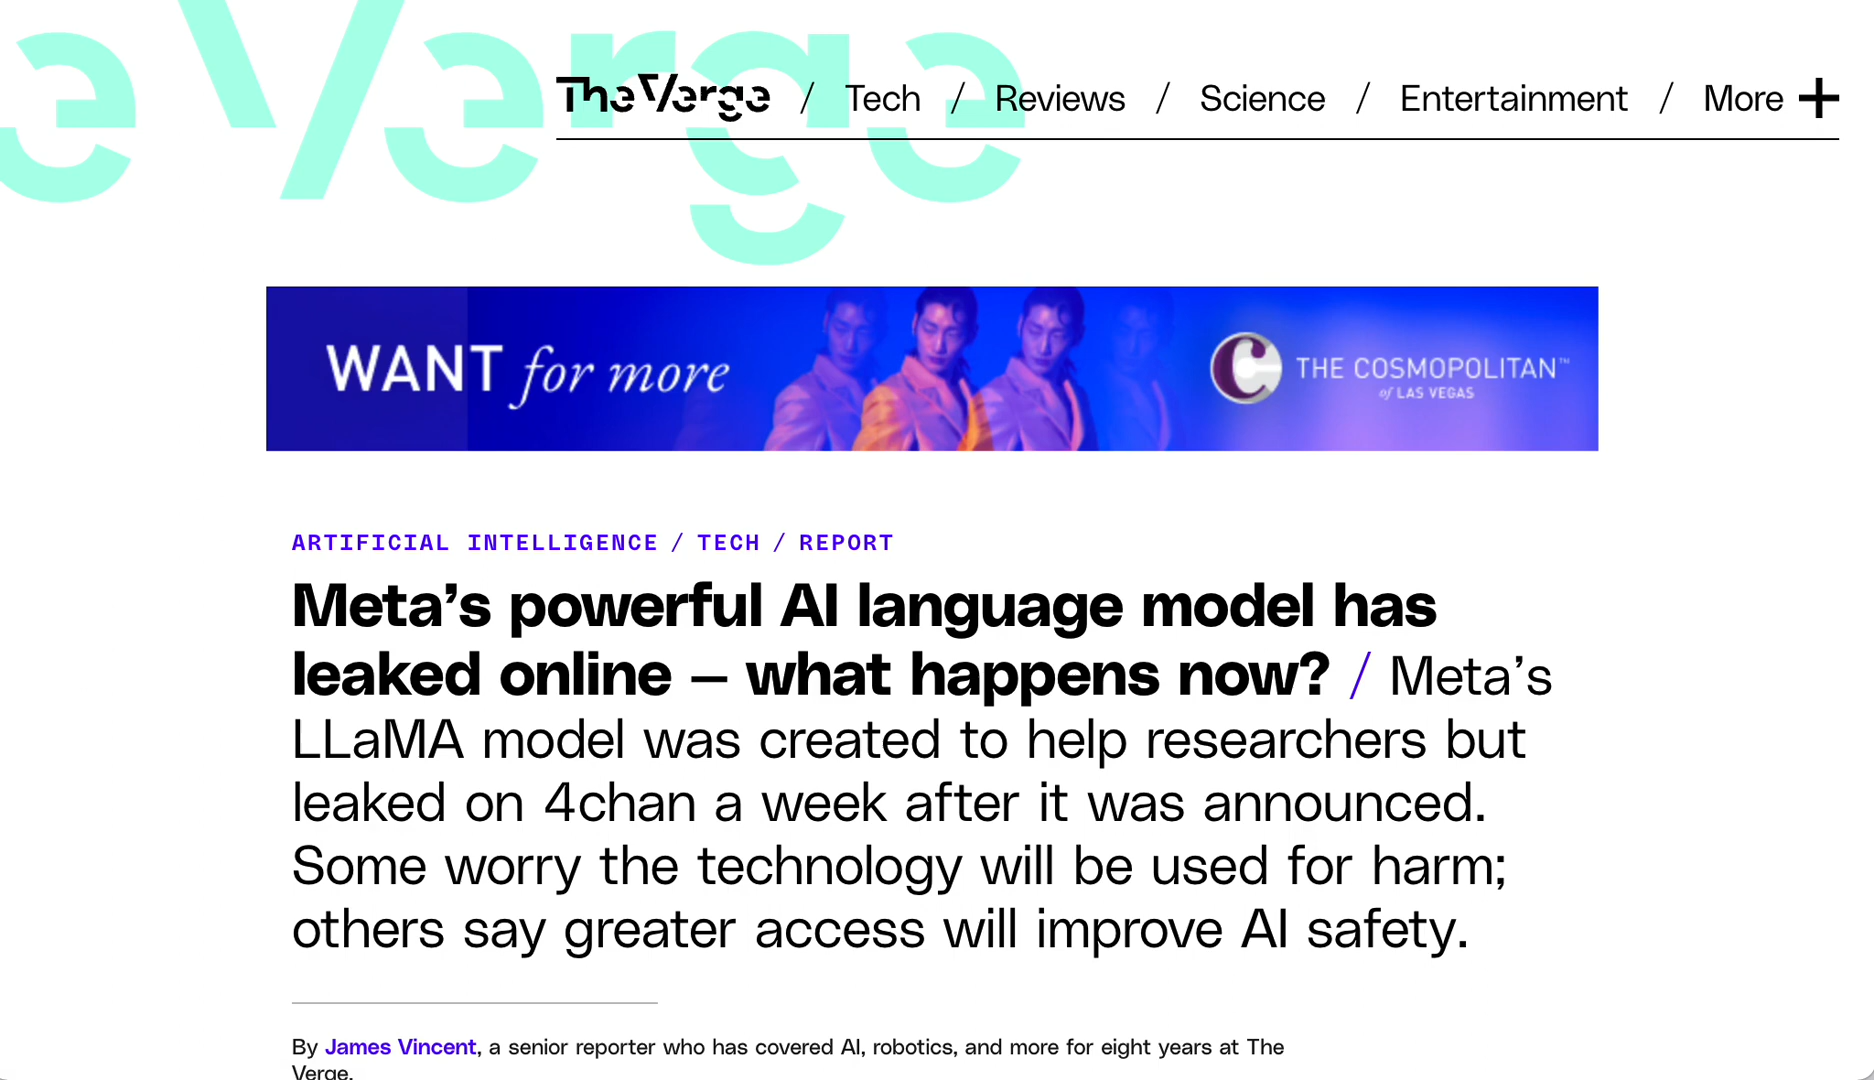 e Verge
The Verge / Tech / Reviews / Science / Entertainment / More +
WANT for more
C THE COSMOPOLITAN™
of LAS VEGAS
ARTIFICIAL INTELLIGENCE / TECH / REPORT
Meta’s powerful AI language model has
leaked online — what happens now? / Meta’s
LLaMA model was created to help researchers but
leaked on 4chan a week after it was announced.
Some worry the technology will be used for harm;
others say greater access will improve AI safety.
By James Vincent, a senior reporter who has covered AI, robotics, and more for eight years at The
Verge.